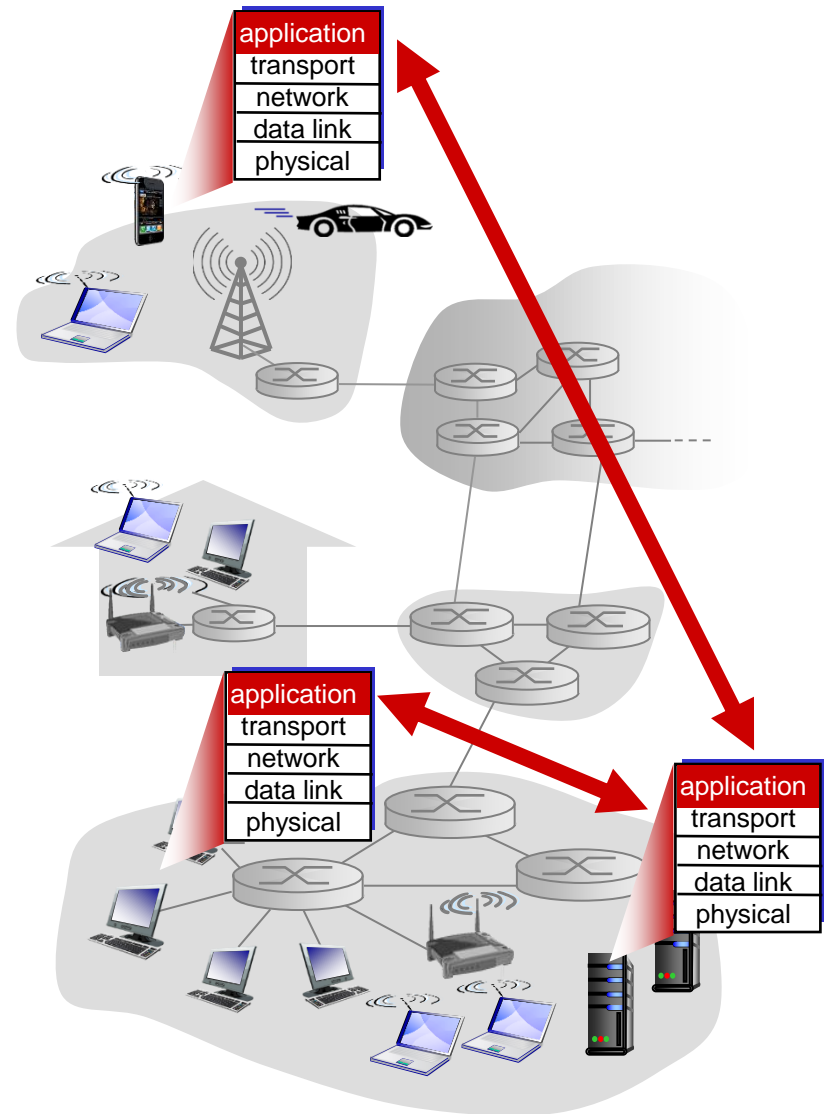 application
transport
network
data link
physical
application
transport
network
data link
physical
application
transport
network
data link
physical